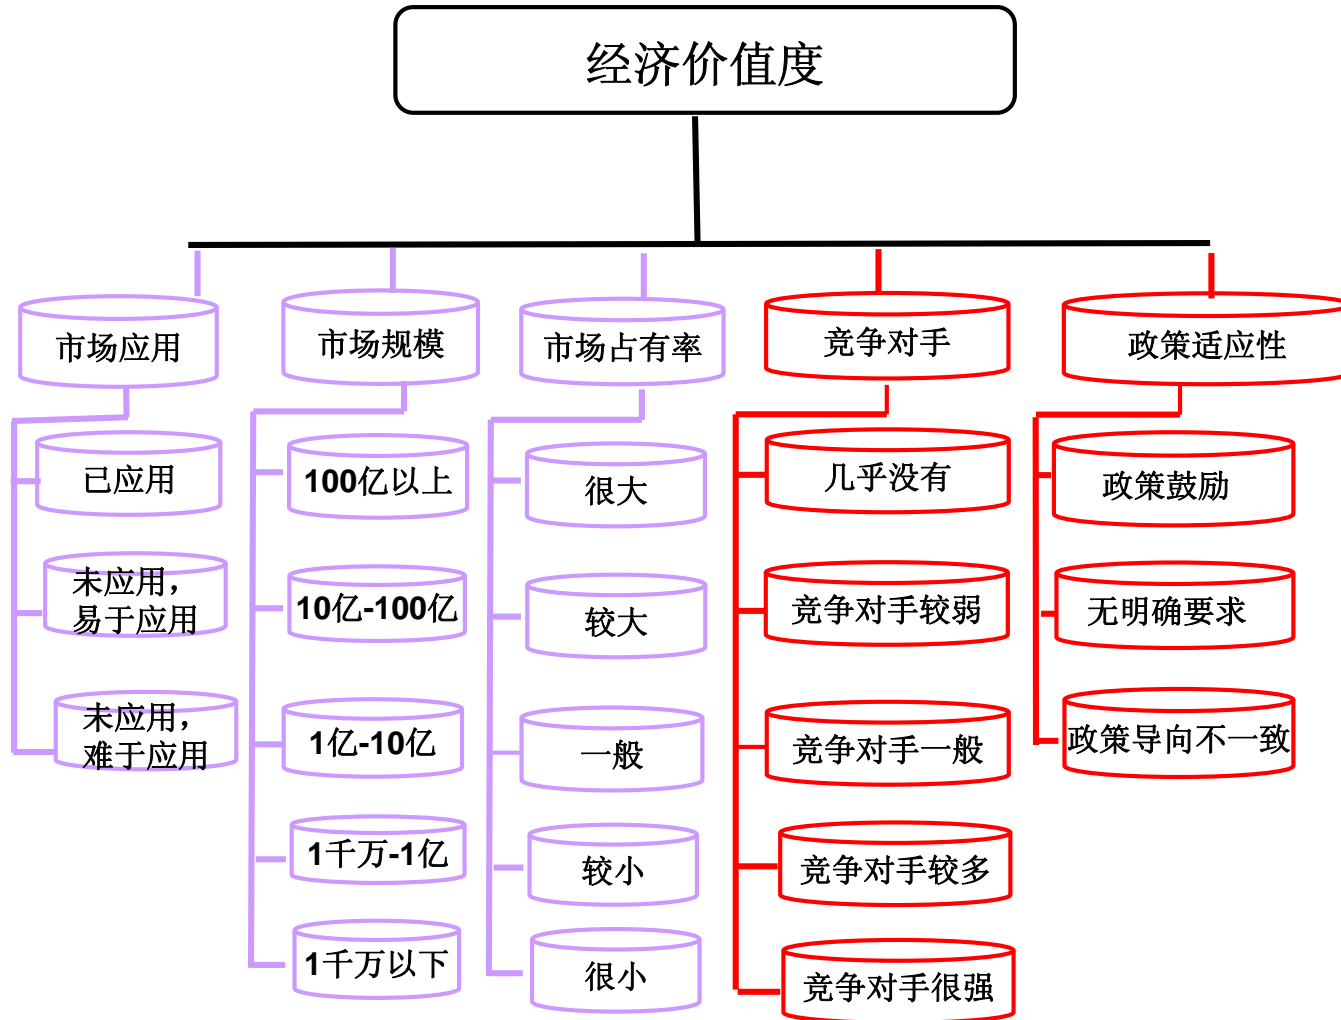 经济价值度
市场应用
市场规模
市场占有率
竞争对手
政策适应性
已应用
未应用，
易于应用
未应用，
难于应用
100亿以上
10亿-100亿
1亿-10亿
1千万-1亿
1千万以下
很大
较大
一般
较小
很小
几乎没有
竞争对手较弱
竞争对手一般
竞争对手较多
竞争对手很强
政策鼓励
无明确要求
政策导向不一致